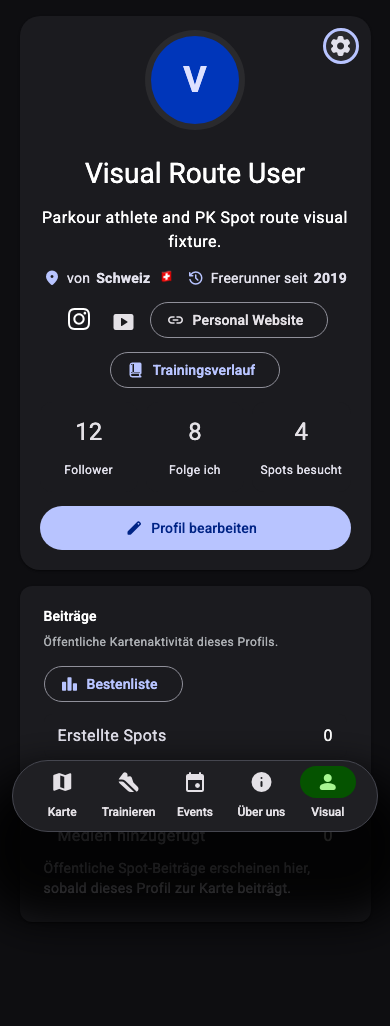 V
Visual Route User
Parkour athlete and PK Spot route visual
fixture.
von Schweiz Freerunner seit 2019
Personal Website
Trainingsverlauf
12 8 4
Follower Folge ich Spots besucht
Profil bearbeiten
Beiträge
Öffentliche Kartenaktivität dieses Profils.
Bestenliste
Erstellte Spots 0
Karte Trainieren Events Über uns Visual
Medien hinzugefügt 0
Öffentliche Spot-Beiträge erscheinen hier,
sobald dieses Profil zur Karte beiträgt.